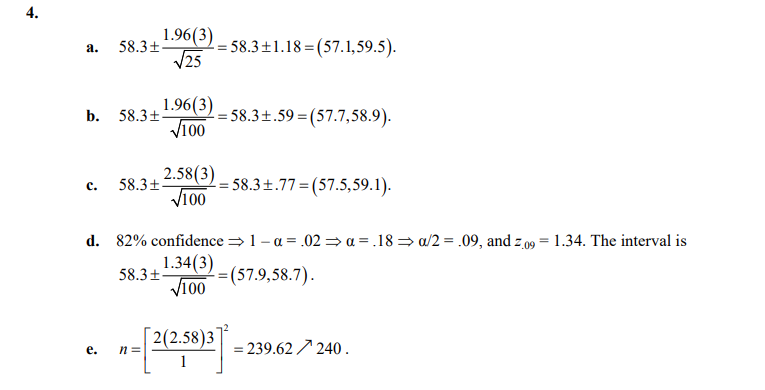 4.
a. 58.3 ± 1.96(3)/√25 = 58.3 ± 1.18 = (57.1,59.5).
b. 58.3 ± 1.96(3)/√100 = 58.3 ± .59 = (57.7,58.9).
c. 58.3 ± 2.58(3)/√100 = 58.3 ± .77 = (57.5,59.1).
d. 82% confidence ⇒ 1 – α = .02 ⇒ α = .18 ⇒ α/2 = .09, and z.09 = 1.34. The interval is
58.3 ± 1.34(3)/√100 = (57.9,58.7).
e. n = [2(2.58)3/1]² = 239.62 ↗ 240.